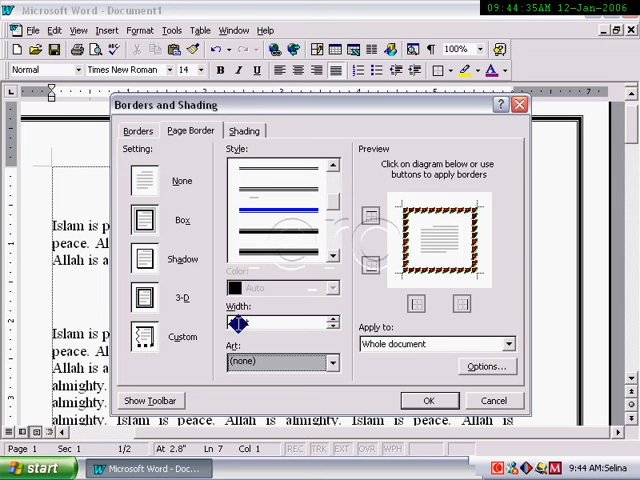 Microsoft Word - Document1
09:44:35AM 12-Jan-2006
File Edit View Insert Format Tools Table Window Help
100%
Normal Times New Roman 14 B I U
Borders and Shading
Borders Page Border Shading
Setting:
None
Box
Shadow
3-D
Custom
Style:
Color:
Auto
Width:
Art:
(none)
Preview
Click on diagram below or use
buttons to apply borders
Apply to:
Whole document
Options...
Show Toolbar
OK
Cancel
Islam is p
peace. Al
Allah is a
Islam is p
peace. Al
Allah is a
almighty.
almighty.
almighty. Islam is peace. Allah is almighty. Islam is peace. Allah is
Page 1 Sec 1 1/2 At 2.8" Ln 7 Col 1 REC TRK EXT OVR WPH
start
Microsoft Word - Doc...
9:44 AM:Selina